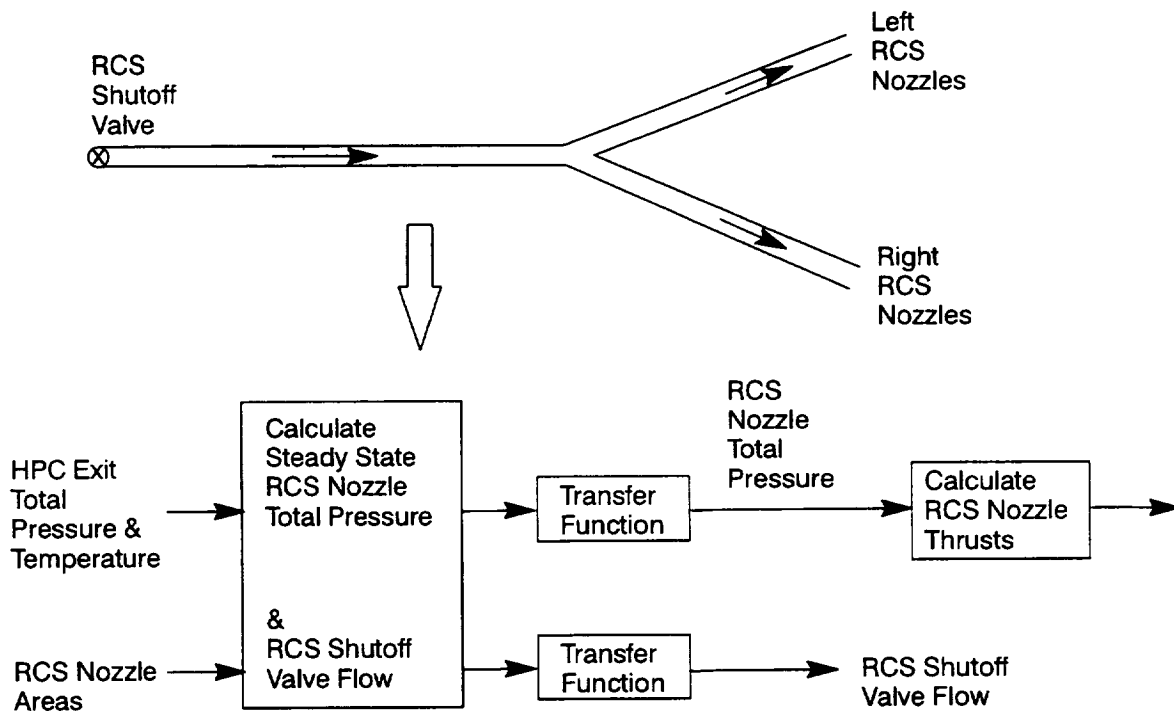 RCS
Shutoff
Valve
Left
RCS
Nozzles
Right
RCS
Nozzles
HPC Exit
Total
Pressure &
Temperature
RCS Nozzle
Areas
Calculate
Steady State
RCS Nozzle
Total Pressure
&
RCS Shutoff
Valve Flow
Transfer
Function
RCS
Nozzle
Total
Pressure
Calculate
RCS Nozzle
Thrusts
Transfer
Function
RCS Shutoff
Valve Flow